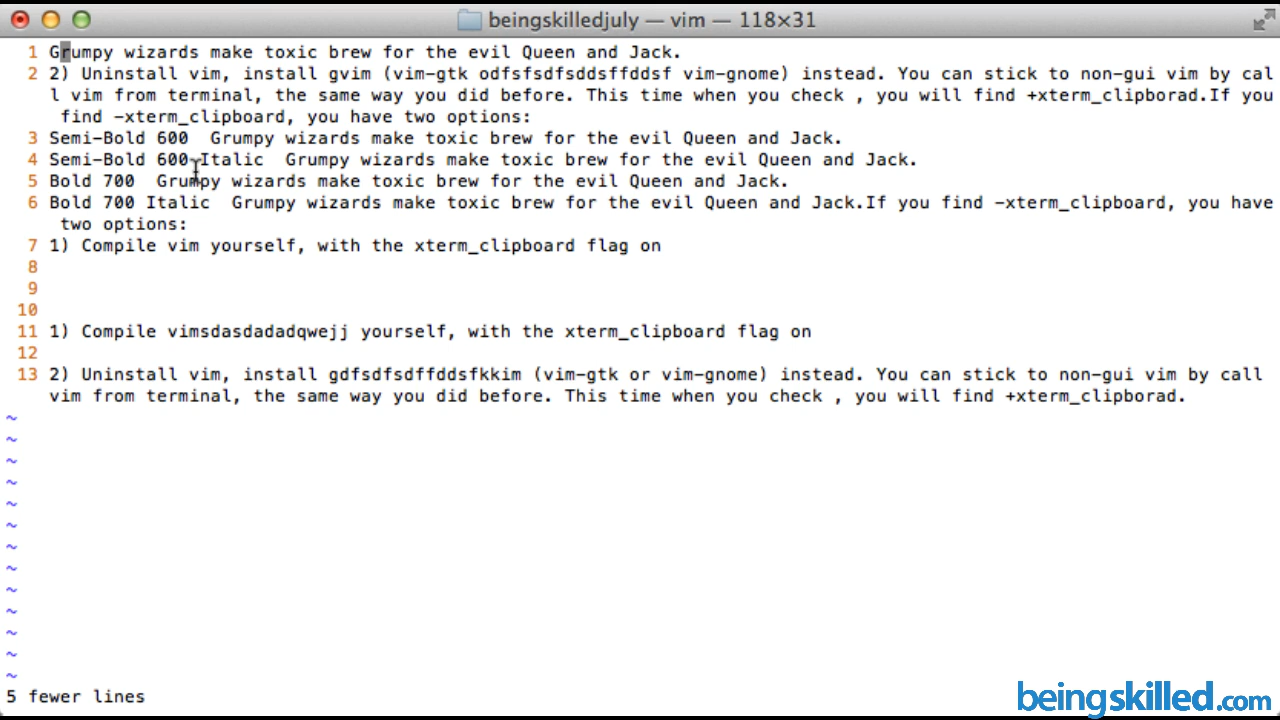 beingskilledjuly — vim — 118×31
1 Grumpy wizards make toxic brew for the evil Queen and Jack.
2 2) Uninstall vim, install gvim (vim-gtk odfsfsdfsddsffddsf vim-gnome) instead. You can stick to non-gui vim by cal
l vim from terminal, the same way you did before. This time when you check , you will find +xterm_clipborad.If you
find -xterm_clipboard, you have two options:
3 Semi-Bold 600  Grumpy wizards make toxic brew for the evil Queen and Jack.
4 Semi-Bold 600 Italic  Grumpy wizards make toxic brew for the evil Queen and Jack.
5 Bold 700  Grumpy wizards make toxic brew for the evil Queen and Jack.
6 Bold 700 Italic  Grumpy wizards make toxic brew for the evil Queen and Jack.If you find -xterm_clipboard, you have
two options:
7 1) Compile vim yourself, with the xterm_clipboard flag on
8
9
10
11 1) Compile vimsdasdadadqwejj yourself, with the xterm_clipboard flag on
12
13 2) Uninstall vim, install gdfsdfsdffddsfkkim (vim-gtk or vim-gnome) instead. You can stick to non-gui vim by call
vim from terminal, the same way you did before. This time when you check , you will find +xterm_clipborad.
~
~
~
~
~
~
~
~
~
~
~
~
~
5 fewer lines
beingskilled.com